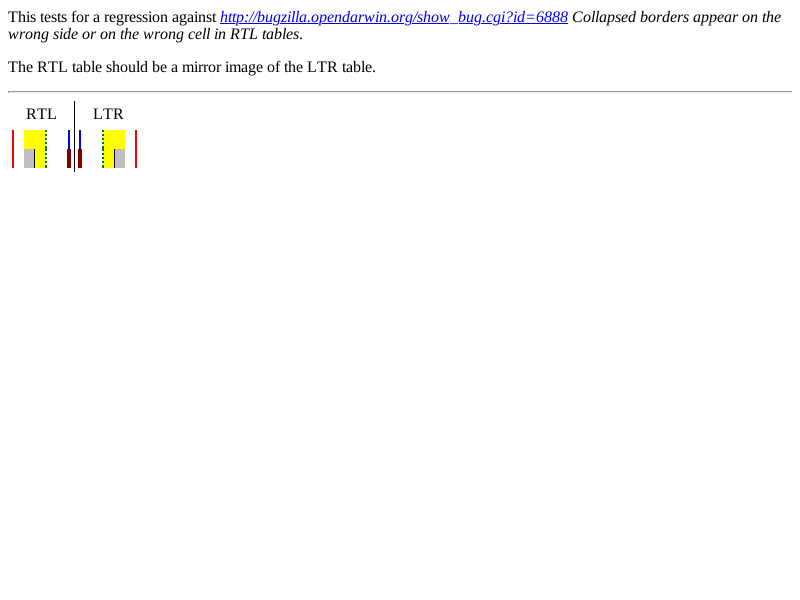 This tests for a regression against http://bugzilla.opendarwin.org/show_bug.cgi?id=6888 Collapsed borders appear on the
wrong side or on the wrong cell in RTL tables.
The RTL table should be a mirror image of the LTR table.
RTL LTR